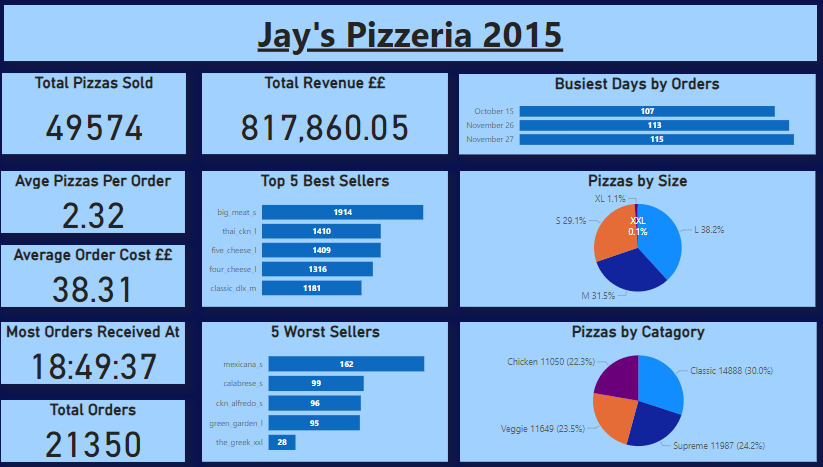 Jay's Pizzeria 2015
Total Pizzas Sold
49574
Total Revenue ££
817,860.05
Busiest Days by Orders
October 15 107
November 26 113
November 27 115
Avge Pizzas Per Order
2.32
Average Order Cost ££
38.31
Top 5 Best Sellers
big_meat_s 1914
thai_ckn_l 1410
five_cheese_l 1409
four_cheese_l 1316
classic_dlx_m 1181
Pizzas by Size
XL 1.1%
XXL
0.1%
S 29.1%
L 38.2%
M 31.5%
Most Orders Received At
18:49:37
Total Orders
21350
5 Worst Sellers
mexicana_s 162
calabrese_s 99
ckn_alfredo_s 96
green_garden_l 95
the_greek_xxl 28
Pizzas by Catagory
Chicken 11050 (22.3%)
Classic 14888 (30.0%)
Veggie 11649 (23.5%)
Supreme 11987 (24.2%)